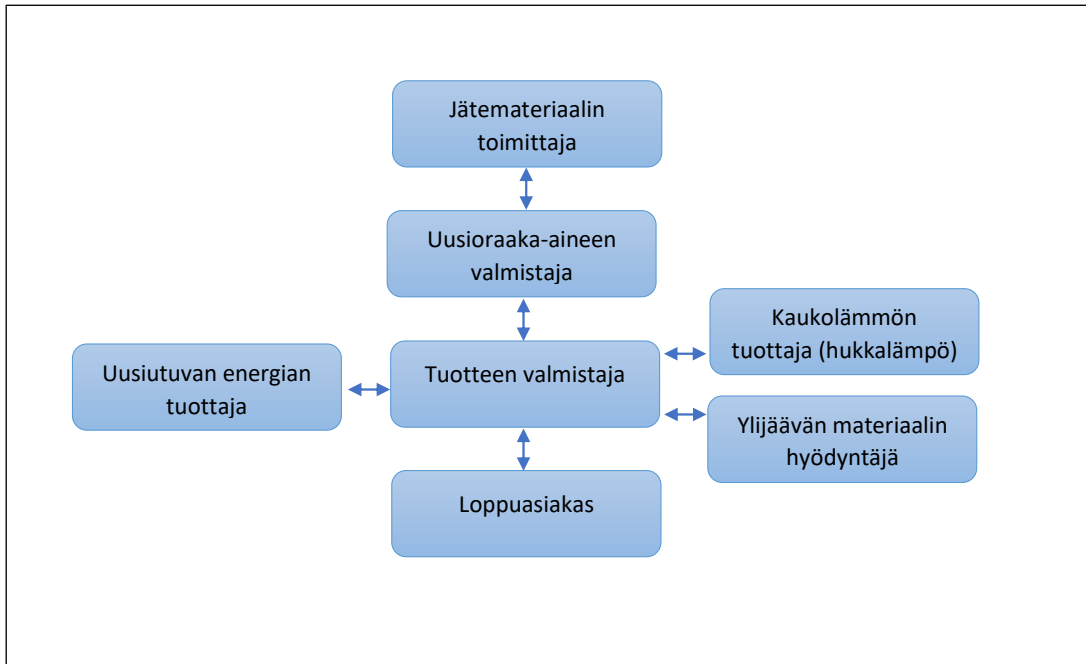 Jätemateriaalin
toimittaja
Uusioraaka-aineen
valmistaja
Kaukolämmön
tuottaja (hukkalämpö)
Uusiutuvan energian
tuottaja
Tuotteen valmistaja
Ylijäävän materiaalin
hyödyntäjä
Loppuasiakas